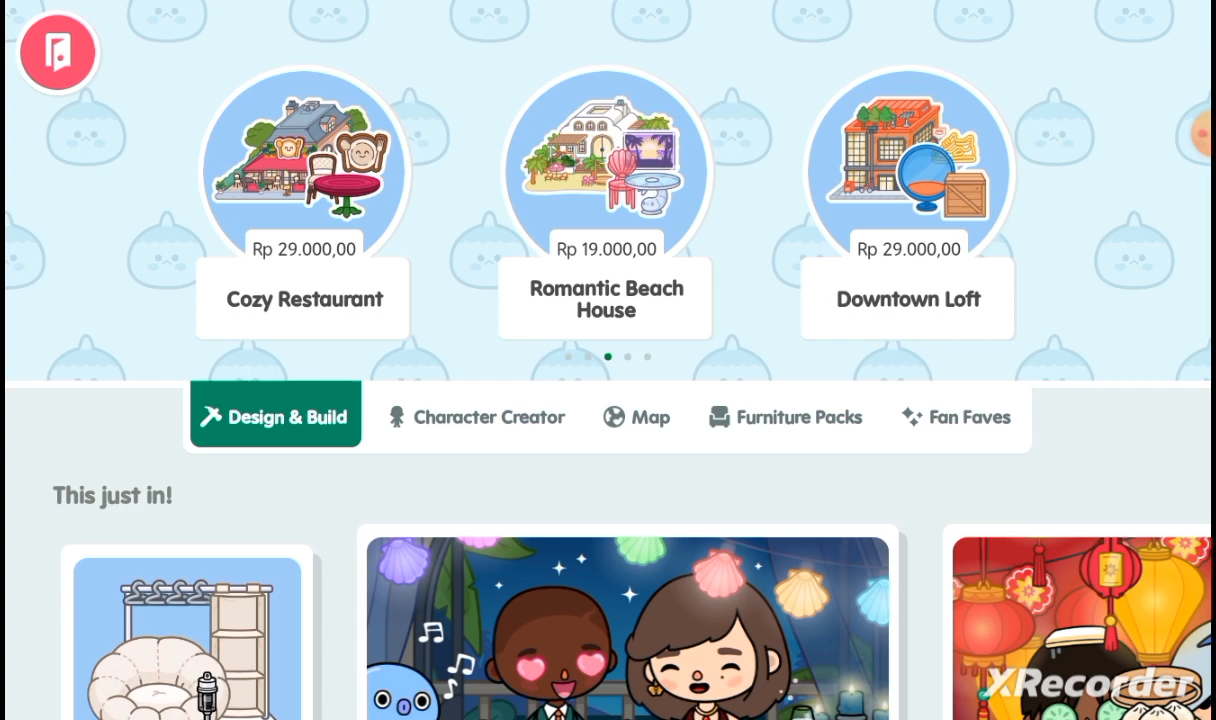 Rp 29.000,00
Cozy Restaurant
Rp 19.000,00
Romantic Beach
House
Rp 29.000,00
Downtown Loft
Design & Build
Character Creator
Map
Furniture Packs
Fan Faves
This just in!
XRecorder